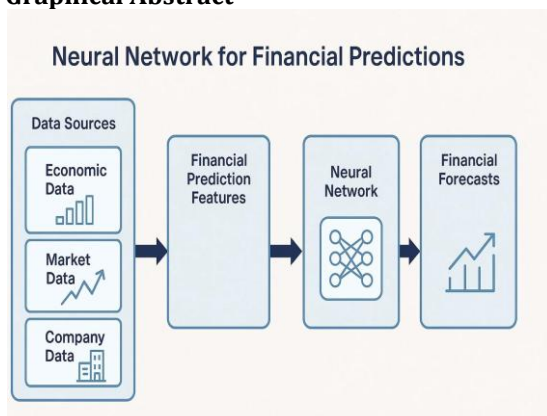 Graphical Abstract
Neural Network for Financial Predictions
Data Sources
Economic
Data
Market
Data
Company
Data
Financial
Prediction
Features
Neural
Network
Financial
Forecasts